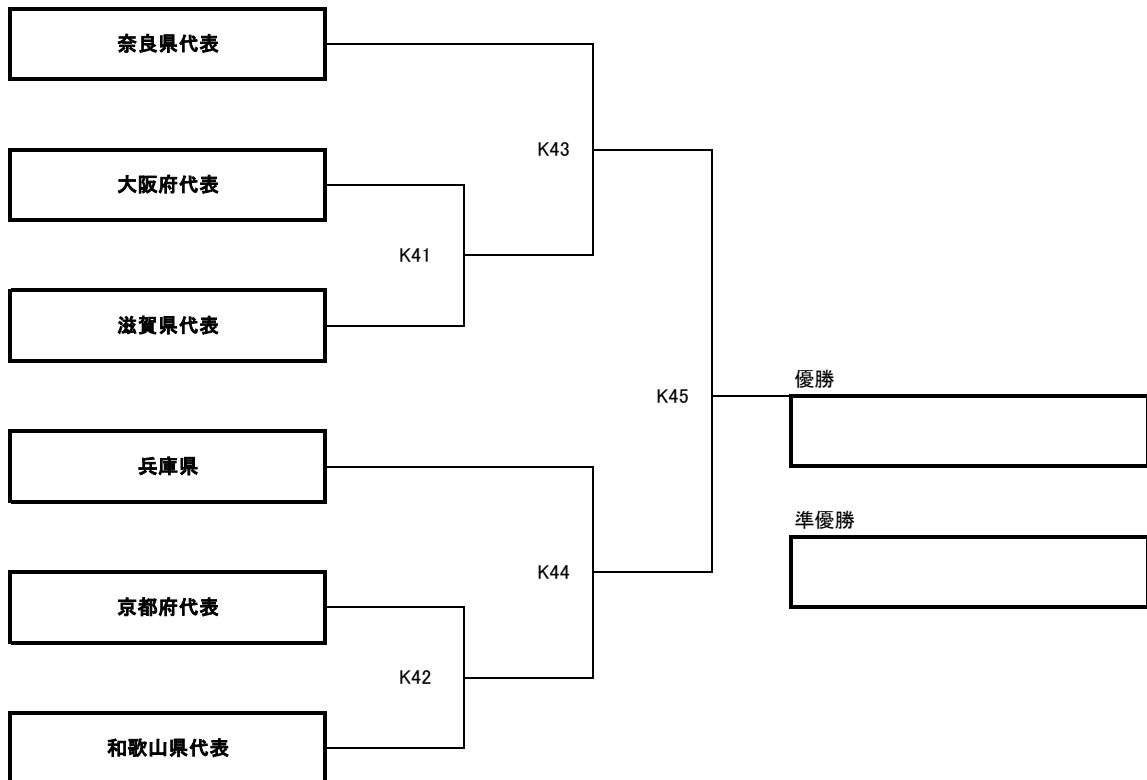 奈良県代表
K43
大阪府代表
K41
滋賀県代表
K45
優勝
兵庫県
準優勝
K44
京都府代表
K42
和歌山県代表